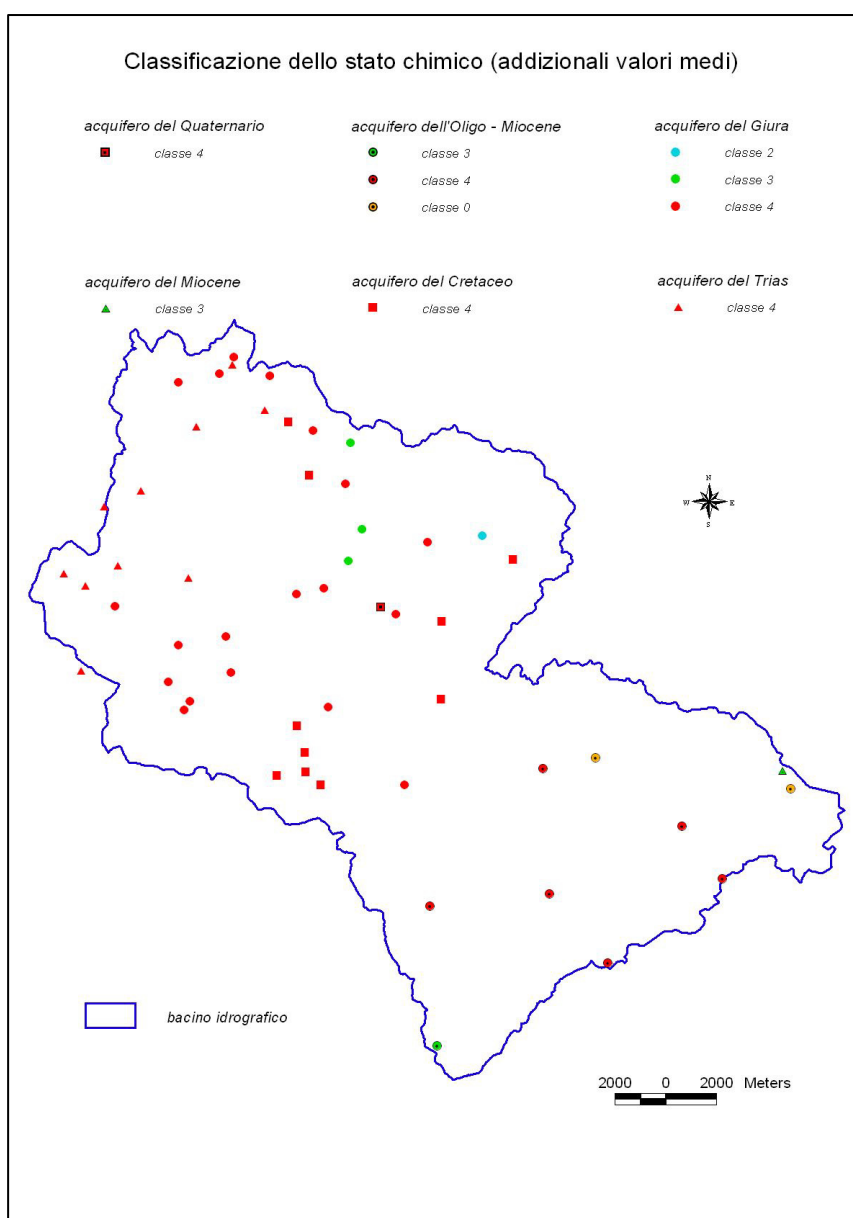 Classificazione dello stato chimico (addizionali valori medi)
acquifero del Quaternario
classe 4
acquifero dell'Oligo - Miocene
classe 3
classe 4
classe 0
acquifero del Giura
classe 2
classe 3
classe 4
acquifero del Miocene
classe 3
acquifero del Cretaceo
classe 4
acquifero del Trias
classe 4
N
W E
S
bacino idrografico
2000 0 2000 Meters